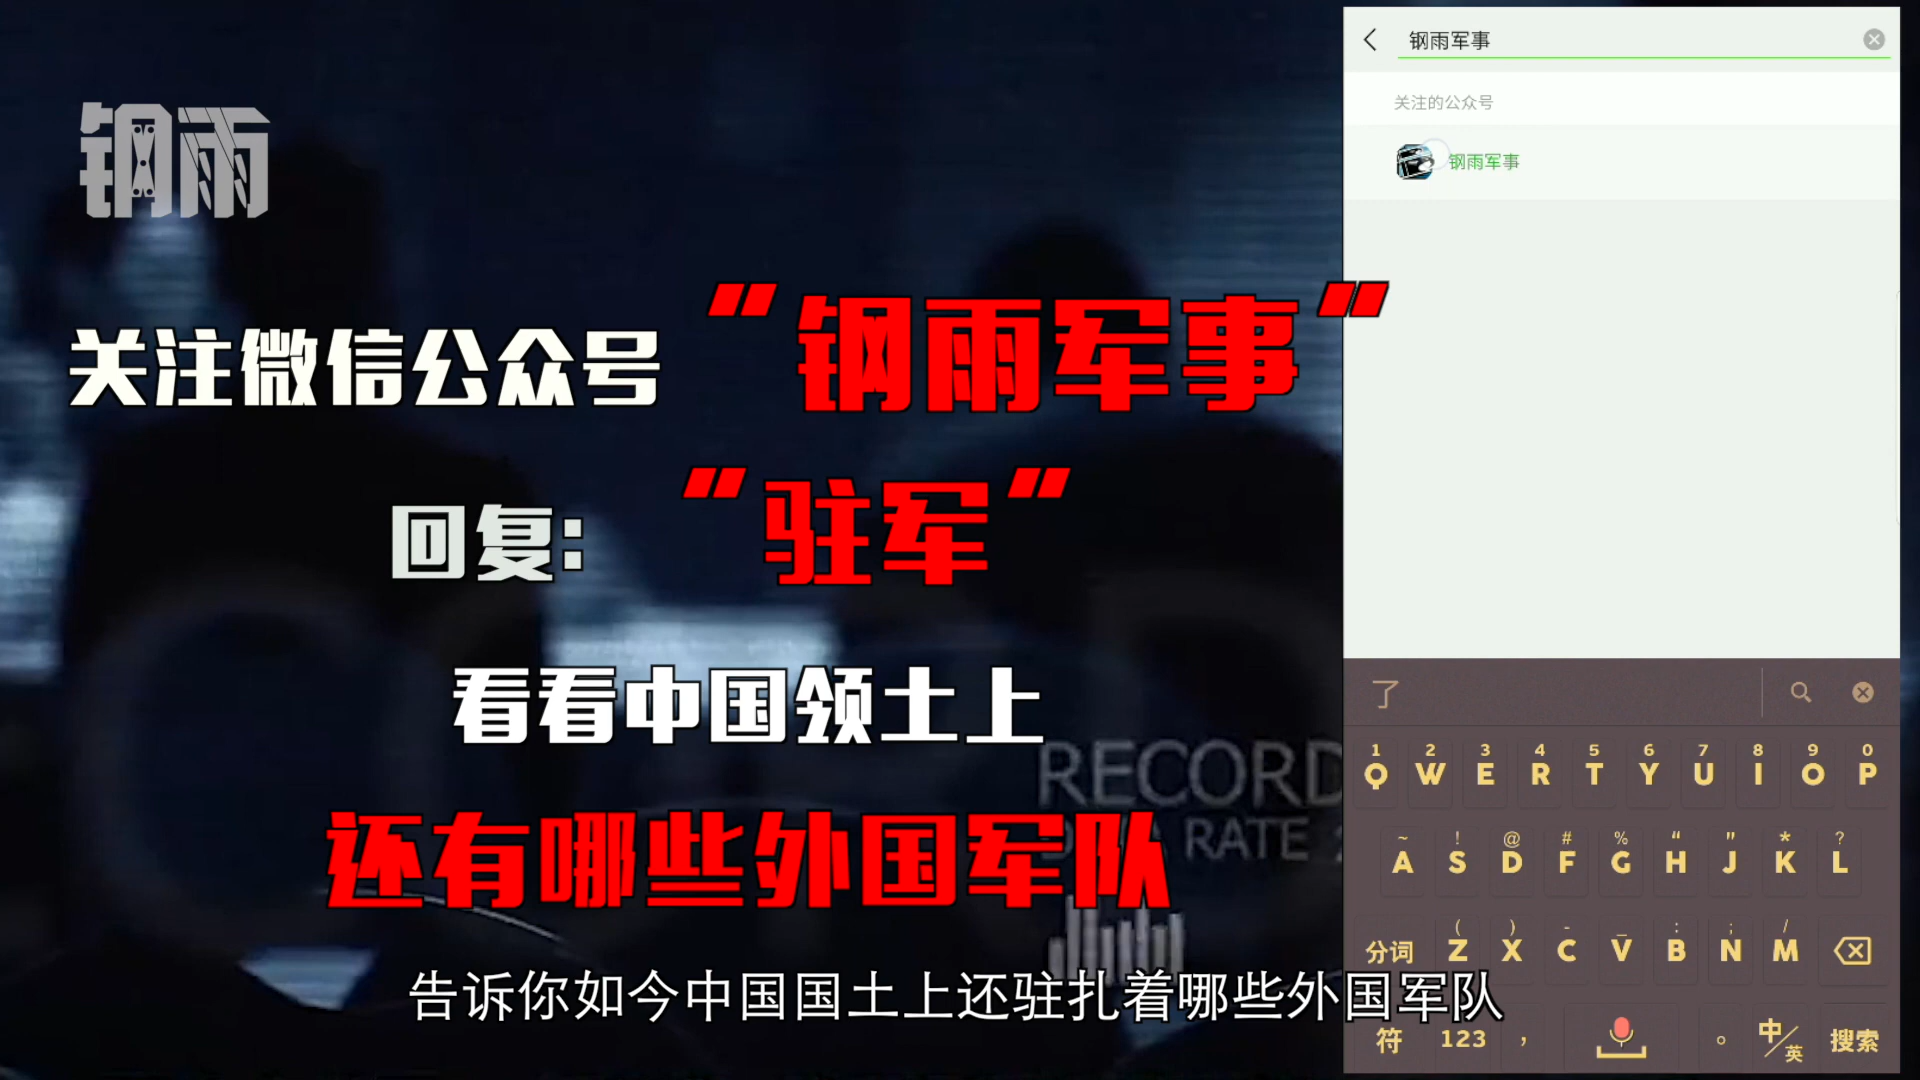 钢雨
关注微信公众号 “钢雨军事”
回复: “驻军”
看看中国领土上
还有哪些外国军队
RECORD
RATE
告诉你如今中国国土上还驻扎着哪些外国军队
钢雨军事
关注的公众号
钢雨军事
了
1 2 3 4 5 6 7 8 9 0
Q W E R T Y U I O P
~ ! @ # % “ ” * ?
A S D F G H J K L
( ) - _ : ; /
分词 Z X C V B N M
符 123 , 。 中/英 搜索